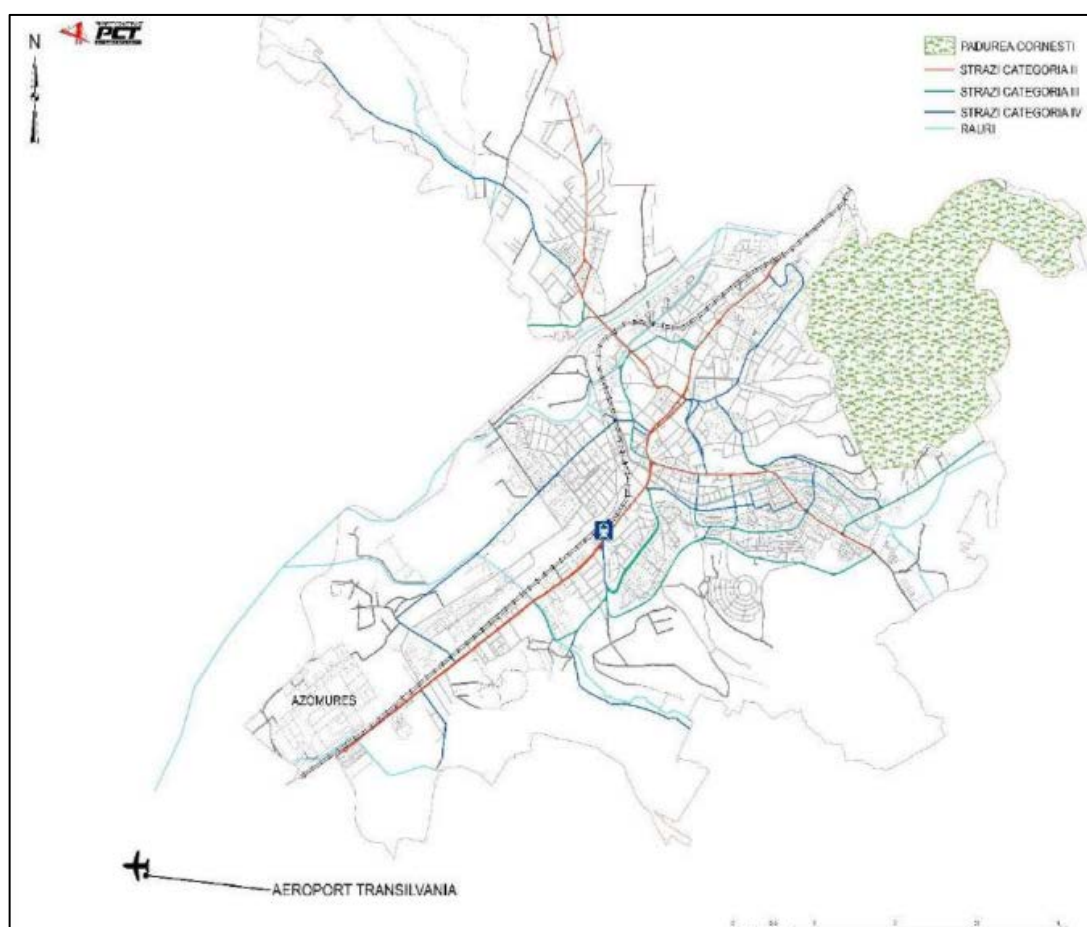 N
PCT
PADUREA CORNESTI
STRAZI CATEGORIA II
STRAZI CATEGORIA III
STRAZI CATEGORIA IV
RAURI
AZOMURES
AEROPORT TRANSILVANIA